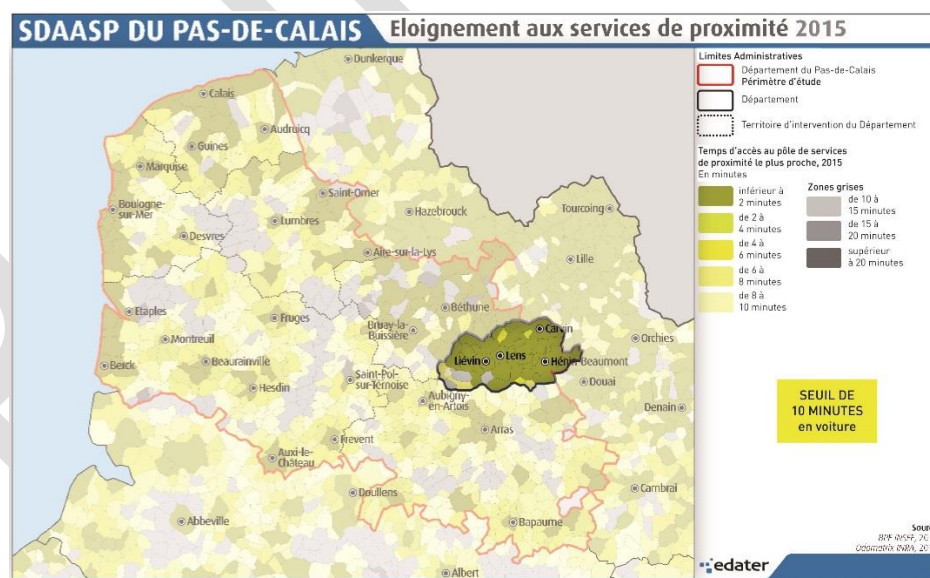 SDAASP DU PAS-DE-CALAIS Eloignement aux services de proximité 2015
Limites Administratives
Département du Pas-de-Calais
Périmètre d'étude
Département
Territoire d'intervention du Département
Temps d'accès au pôle de services
de proximité le plus proche, 2015
En minutes
inférieur à
2 minutes
de 2 à
4 minutes
de 4 à
6 minutes
de 6 à
8 minutes
de 8 à
10 minutes
Zones grises
de 10 à
15 minutes
de 15 à
20 minutes
supérieur
à 20 minutes
SEUIL DE
10 MINUTES
en voiture
Dunkerque
Calais
Audruicq
Guines
Marquise
Saint-Omer
Boulogne-
sur-Mer
Lumbres
Hazebrouck
Tourcoing
Desvres
Aire-sur-la-Lys
Lille
Etaples
Fruges
Béthune
Bruay-la-
Buissière
Carvin
Montreuil
Orchies
Berck
Beaurainville
Liévin
Lens
Hénin-Beaumont
Hesdin
Saint-Pol-
sur-Ternoise
Aubigny-
en-Artois
Douai
Denain
Arras
Frévent
Auxi-le-
Château
Doullens
Cambrai
Abbeville
Bapaume
Albert
edater